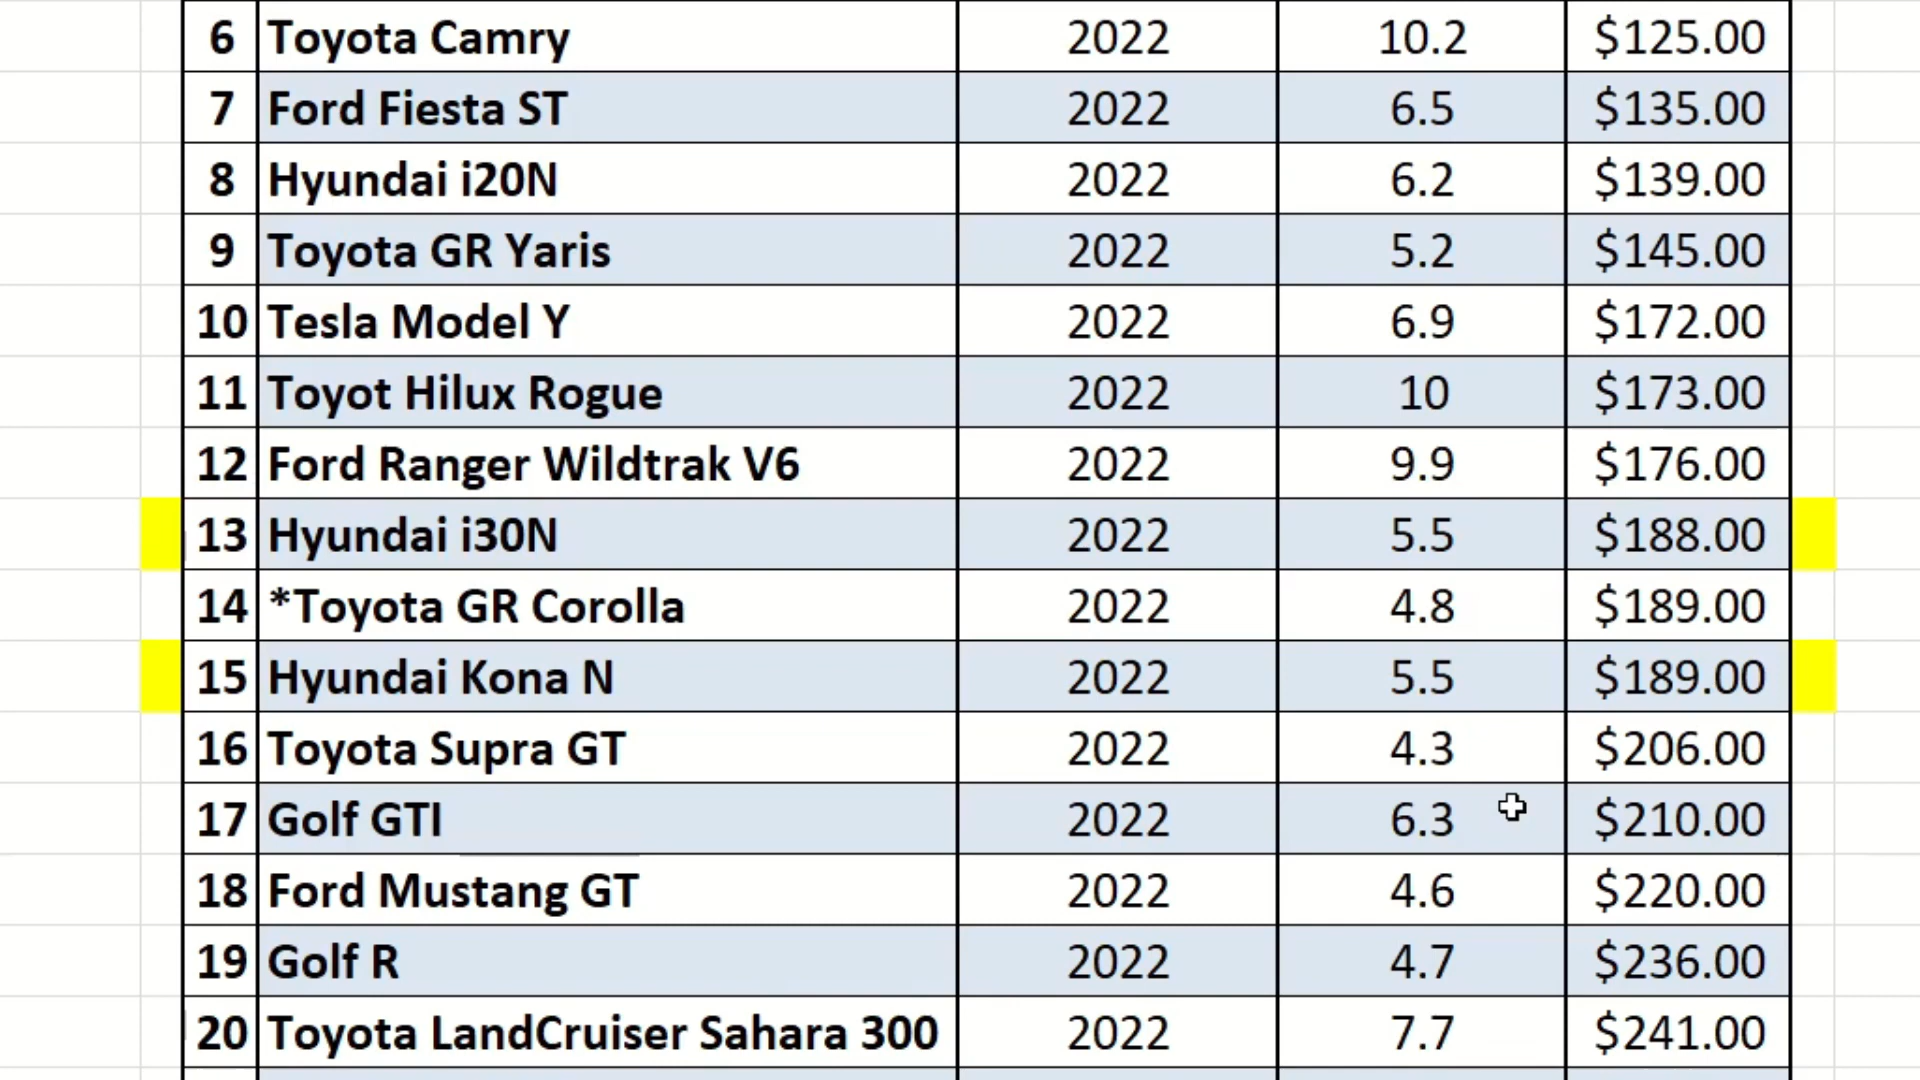 6 Toyota Camry 2022 10.2 $125.00
7 Ford Fiesta ST 2022 6.5 $135.00
8 Hyundai i20N 2022 6.2 $139.00
9 Toyota GR Yaris 2022 5.2 $145.00
10 Tesla Model Y 2022 6.9 $172.00
11 Toyot Hilux Rogue 2022 10 $173.00
12 Ford Ranger Wildtrak V6 2022 9.9 $176.00
13 Hyundai i30N 2022 5.5 $188.00
14 *Toyota GR Corolla 2022 4.8 $189.00
15 Hyundai Kona N 2022 5.5 $189.00
16 Toyota Supra GT 2022 4.3 $206.00
17 Golf GTI 2022 6.3 $210.00
18 Ford Mustang GT 2022 4.6 $220.00
19 Golf R 2022 4.7 $236.00
20 Toyota LandCruiser Sahara 300 2022 7.7 $241.00